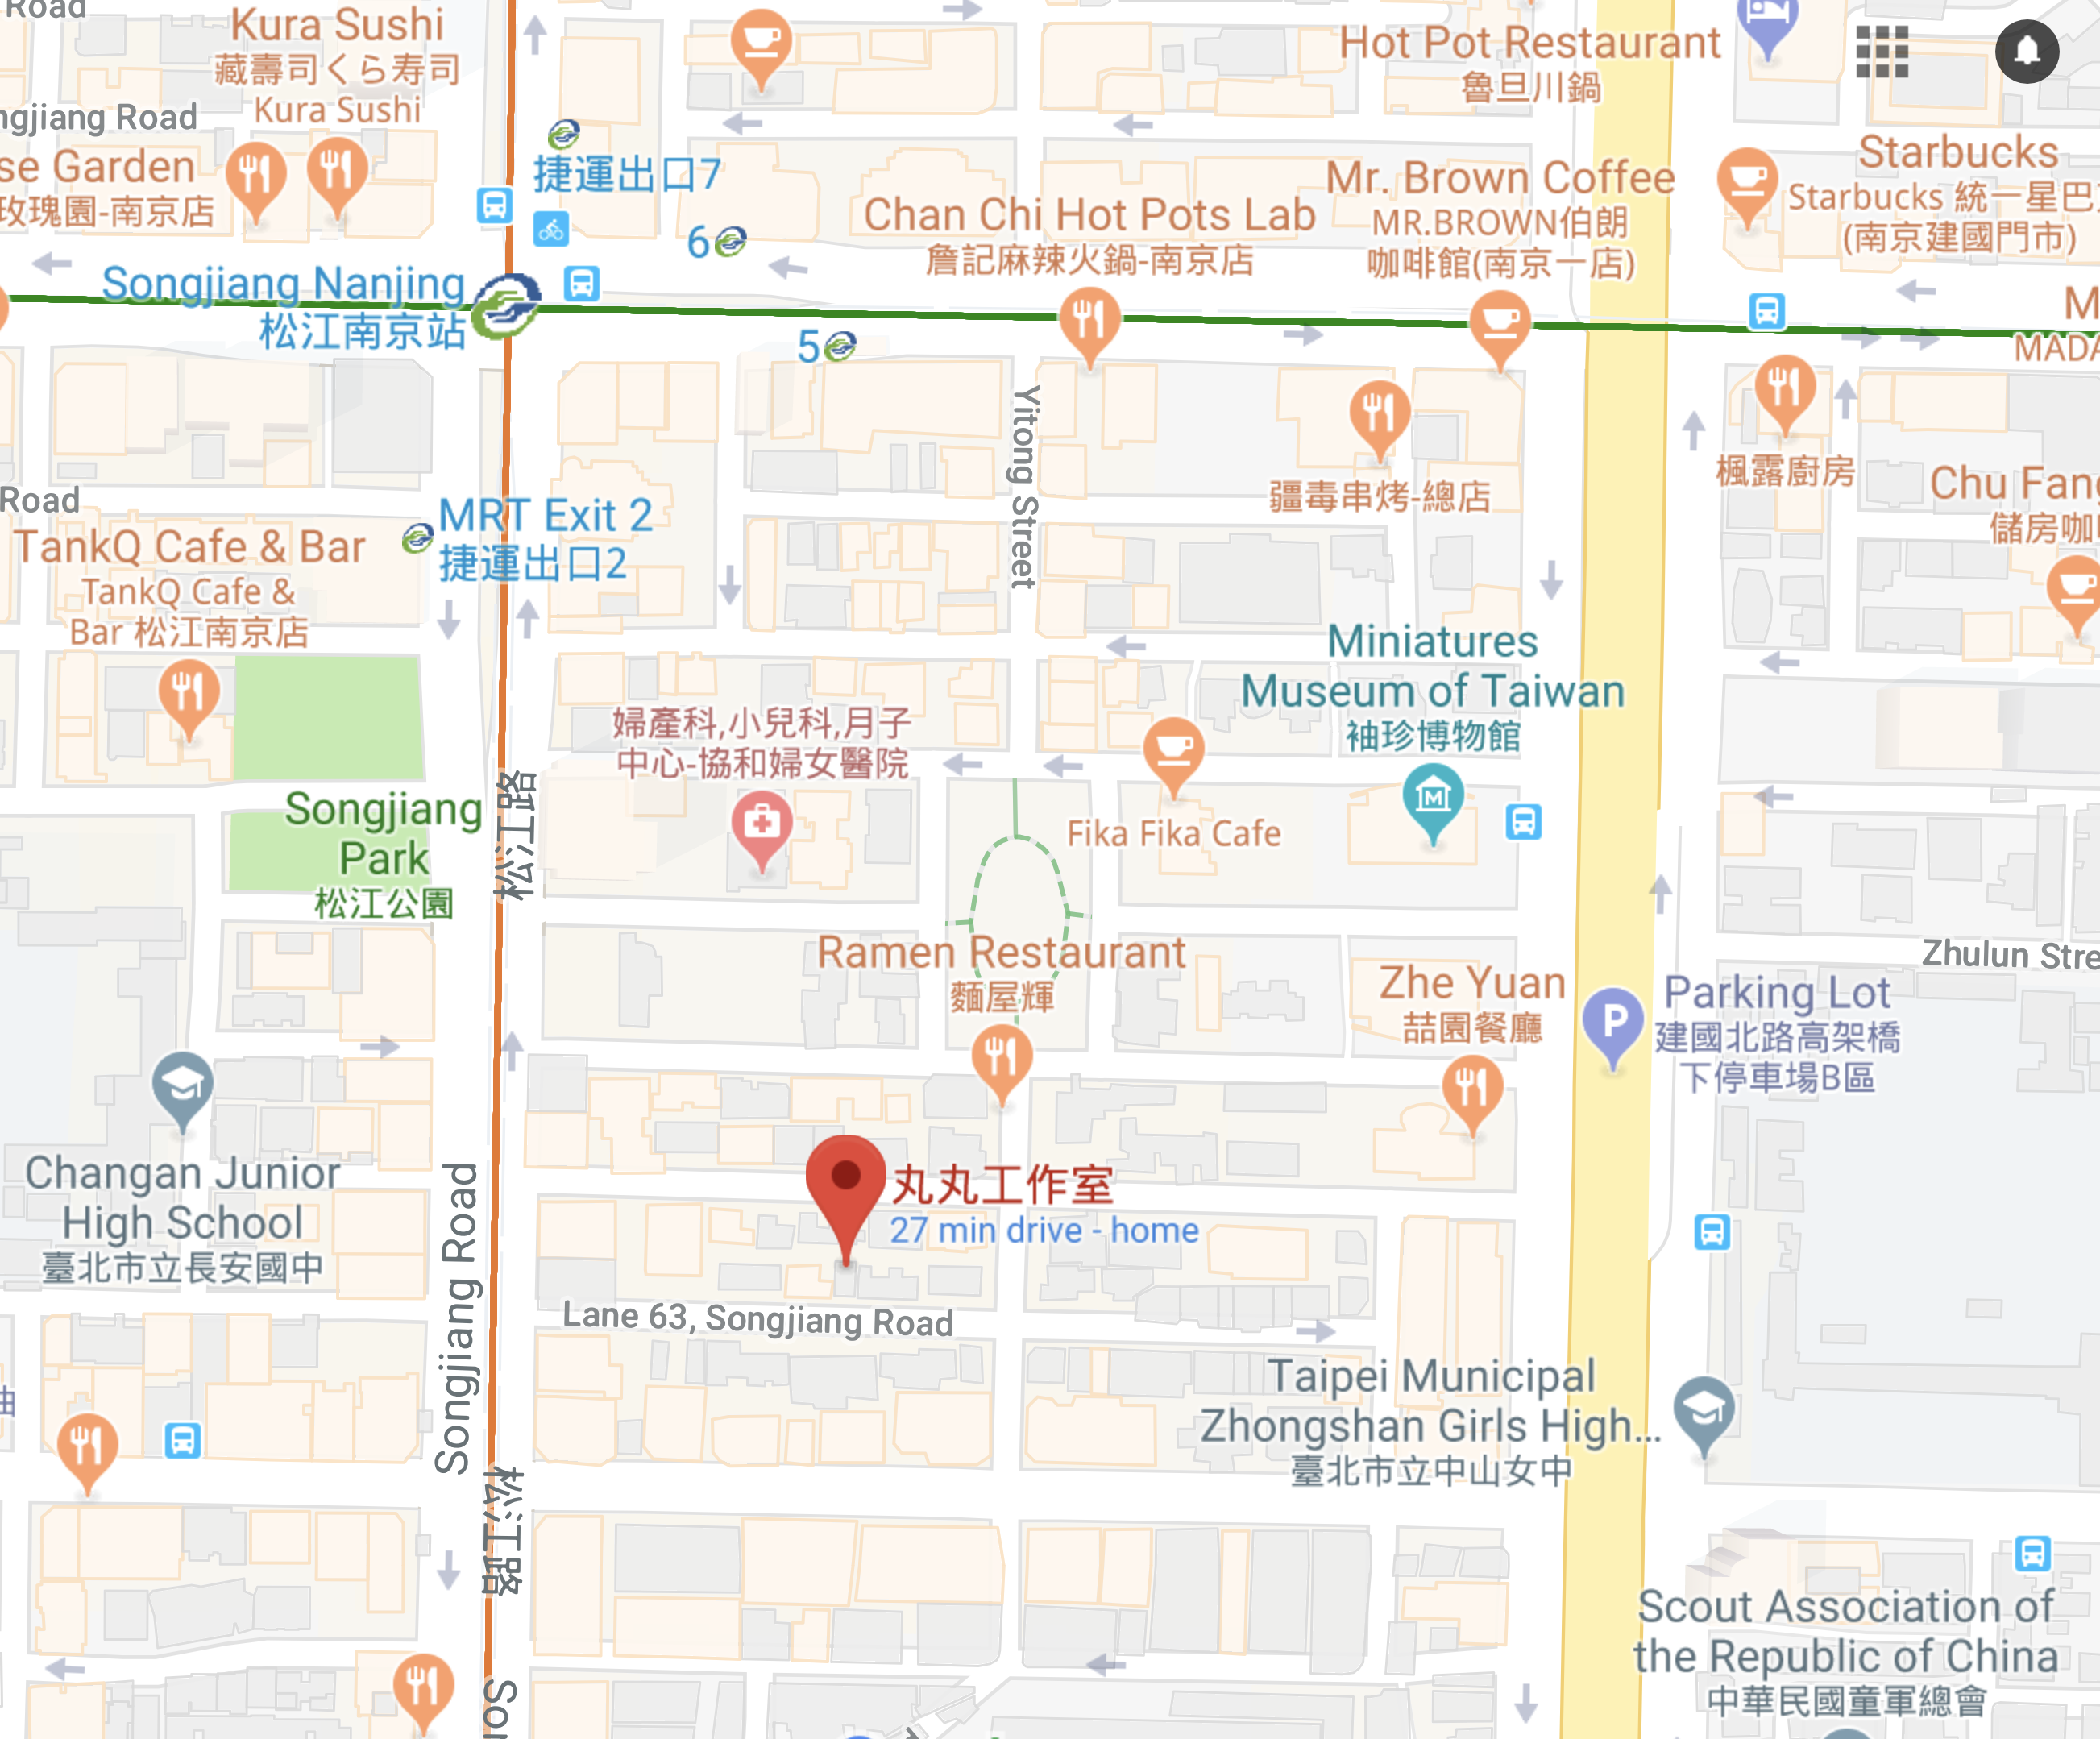 Road
Kura Sushi
藏壽司くら寿司
Kura Sushi
ngjiang Road
se Garden
玫瑰園-南京店
捷運出口7
6
Hot Pot Restaurant
魯旦川鍋
Chan Chi Hot Pots Lab
詹記麻辣火鍋-南京店
Mr. Brown Coffee
MR.BROWN伯朗
咖啡館(南京一店)
Starbucks
Starbucks 統一星巴
(南京建國門市)
Songjiang Nanjing
松江南京站
5
M
MADA
Yitong Street
疆毒串烤-總店
楓露廚房
Chu Fang
儲房咖
Road
TankQ Cafe & Bar
TankQ Cafe &
Bar 松江南京店
MRT Exit 2
捷運出口2
Miniatures
Museum of Taiwan
袖珍博物館
婦產科,小兒科,月子
中心-協和婦女醫院
Fika Fika Cafe
Songjiang
Park
松江公園
松江路
Ramen Restaurant
麵屋輝
Zhe Yuan
喆園餐廳
P
Parking Lot
建國北路高架橋
下停車場B區
Zhulun Stre
Changan Junior
High School
臺北市立長安國中
Songjiang Road
丸丸工作室
27 min drive - home
Lane 63, Songjiang Road
Taipei Municipal
Zhongshan Girls High...
臺北市立中山女中
油
松江路
Scout Association of
the Republic of China
中華民國童軍總會
So